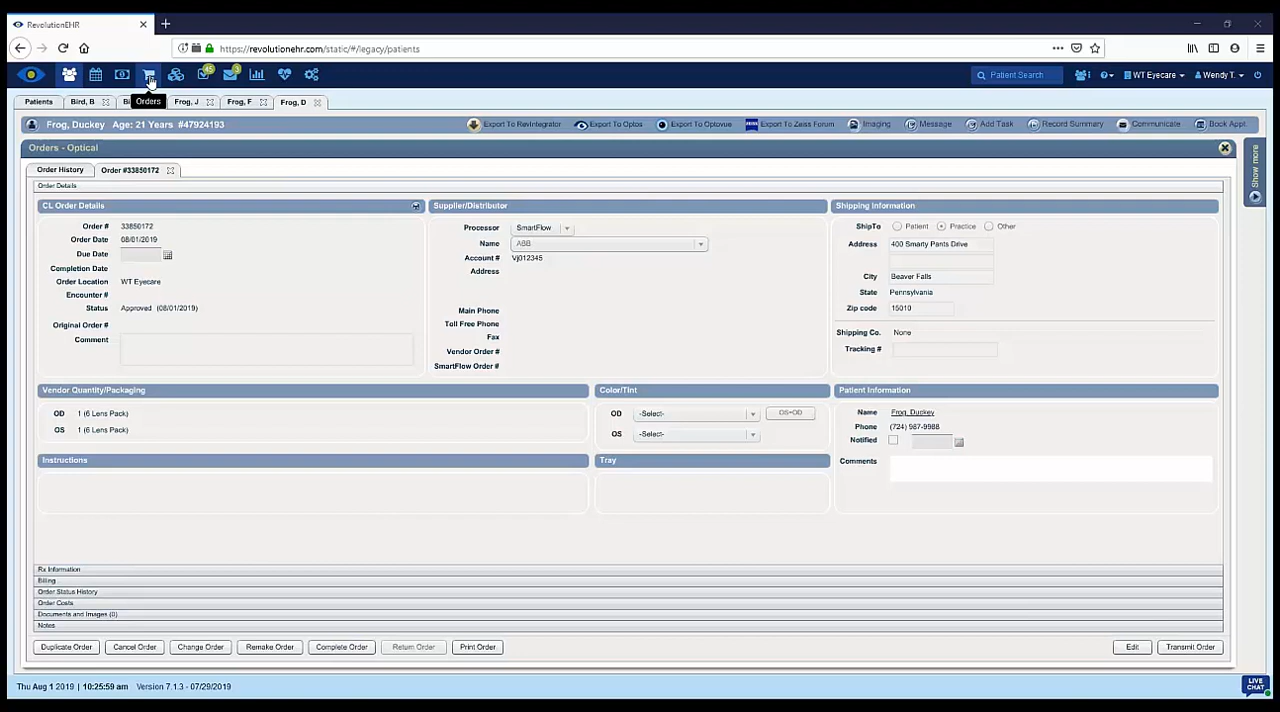 RevolutionEHR
https://revolutionehr.com/static/#/legacy/patients
45
3
Patient Search
WT Eyecare
Wendy T.
Patients
Bird, B
Bi
Orders
Frog, J
Frog, F
Frog, D
Frog, Duckey Age: 21 Years #47924193
Export To RevIntegrator
Export To Optos
Export To Optovue
ZEISS
Export To Zeiss Forum
Imaging
Message
Add Task
Record Summary
Communicate
Book Appt.
Orders - Optical
Show more
Order History
Order #33850172
Order Details
CL Order Details
Order # 33850172
Order Date 08/01/2019
Due Date
Completion Date
Order Location WT Eyecare
Encounter #
Status Approved (08/01/2019)
Original Order #
Comment
Supplier/Distributor
Processor SmartFlow
Name ABB
Account # Vj012345
Address
Main Phone
Toll Free Phone
Fax
Vendor Order #
SmartFlow Order #
Shipping Information
ShipTo Patient Practice Other
Address 400 Smarty Pants Drive
City Beaver Falls
State Pennsylvania
Zip code 15010
Shipping Co. None
Tracking #
Vendor Quantity/Packaging
OD 1 (6 Lens Pack)
OS 1 (6 Lens Pack)
Color/Tint
OD -Select- OS=OD
OS -Select-
Patient Information
Name Frog, Duckey
Phone (724) 987-9988
Notified
Comments
Instructions
Tray
Rx Information
Billing
Order Status History
Order Costs
Documents and Images (0)
Notes
Duplicate Order
Cancel Order
Change Order
Remake Order
Complete Order
Return Order
Print Order
Edit
Transmit Order
Thu Aug 1 2019 | 10:25:59 am Version 7.1.3 - 07/29/2019
LIVE
CHAT